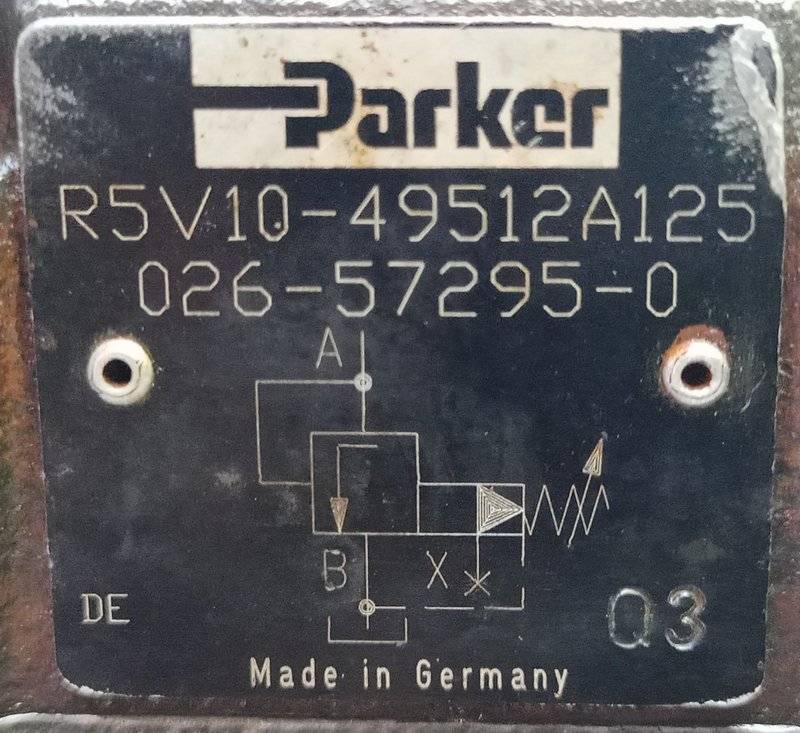 Parker
R5V10-49512A125
026-57295-0
A
B X
DE Q3
Made in Germany